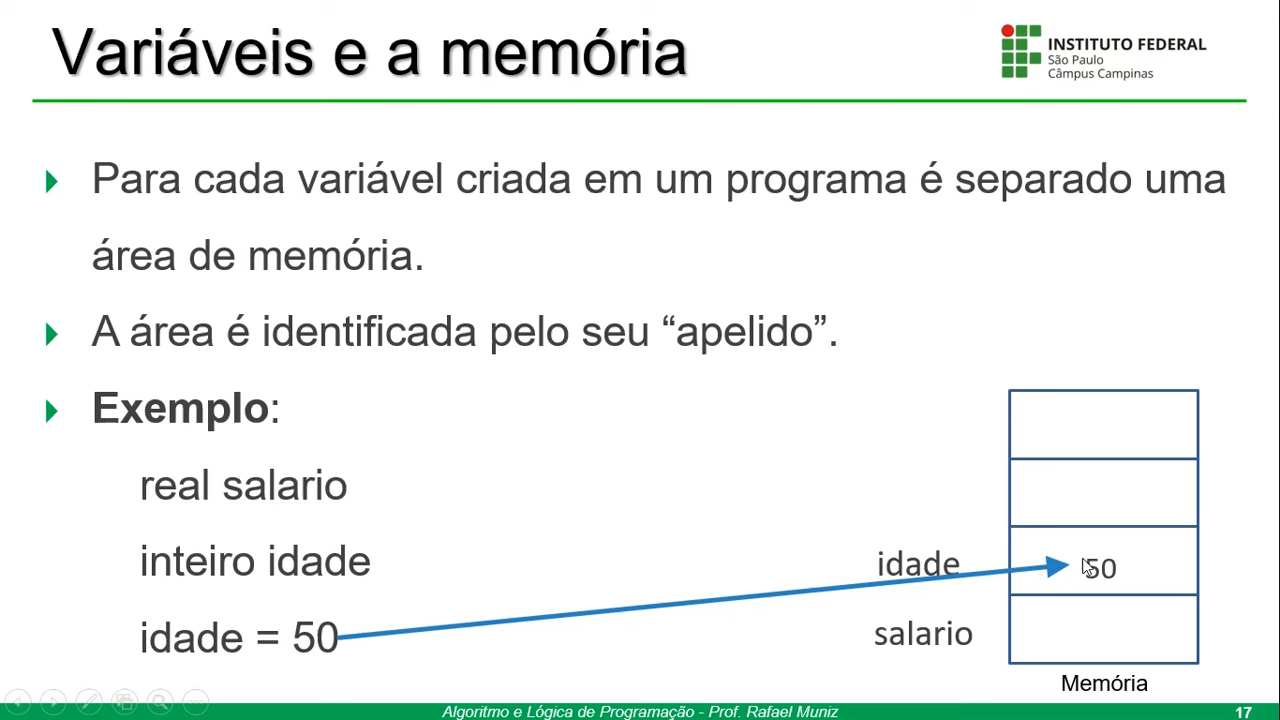 Variáveis e a memória
INSTITUTO FEDERAL
São Paulo
Câmpus Campinas
Para cada variável criada em um programa é separado uma
área de memória.
A área é identificada pelo seu “apelido”.
Exemplo:
real salario
inteiro idade
idade = 50
idade
50
salario
Memória
Algoritmo e Lógica de Programação - Prof. Rafael Muniz
17